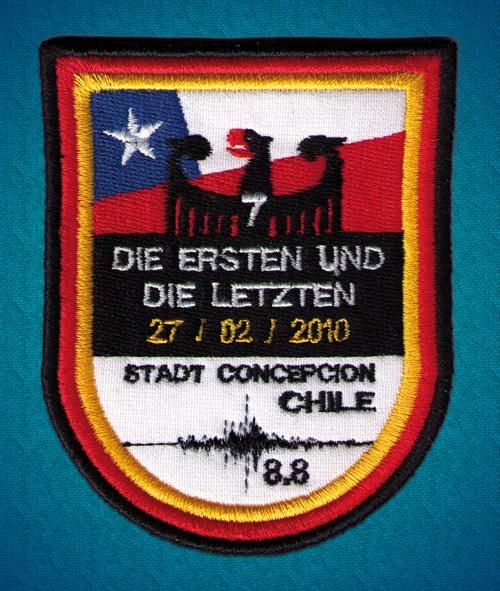 7
DIE ERSTEN UND
DIE LETZTEN
27 / 02 / 2010
STADT CONCEPCION
CHILE
8.8